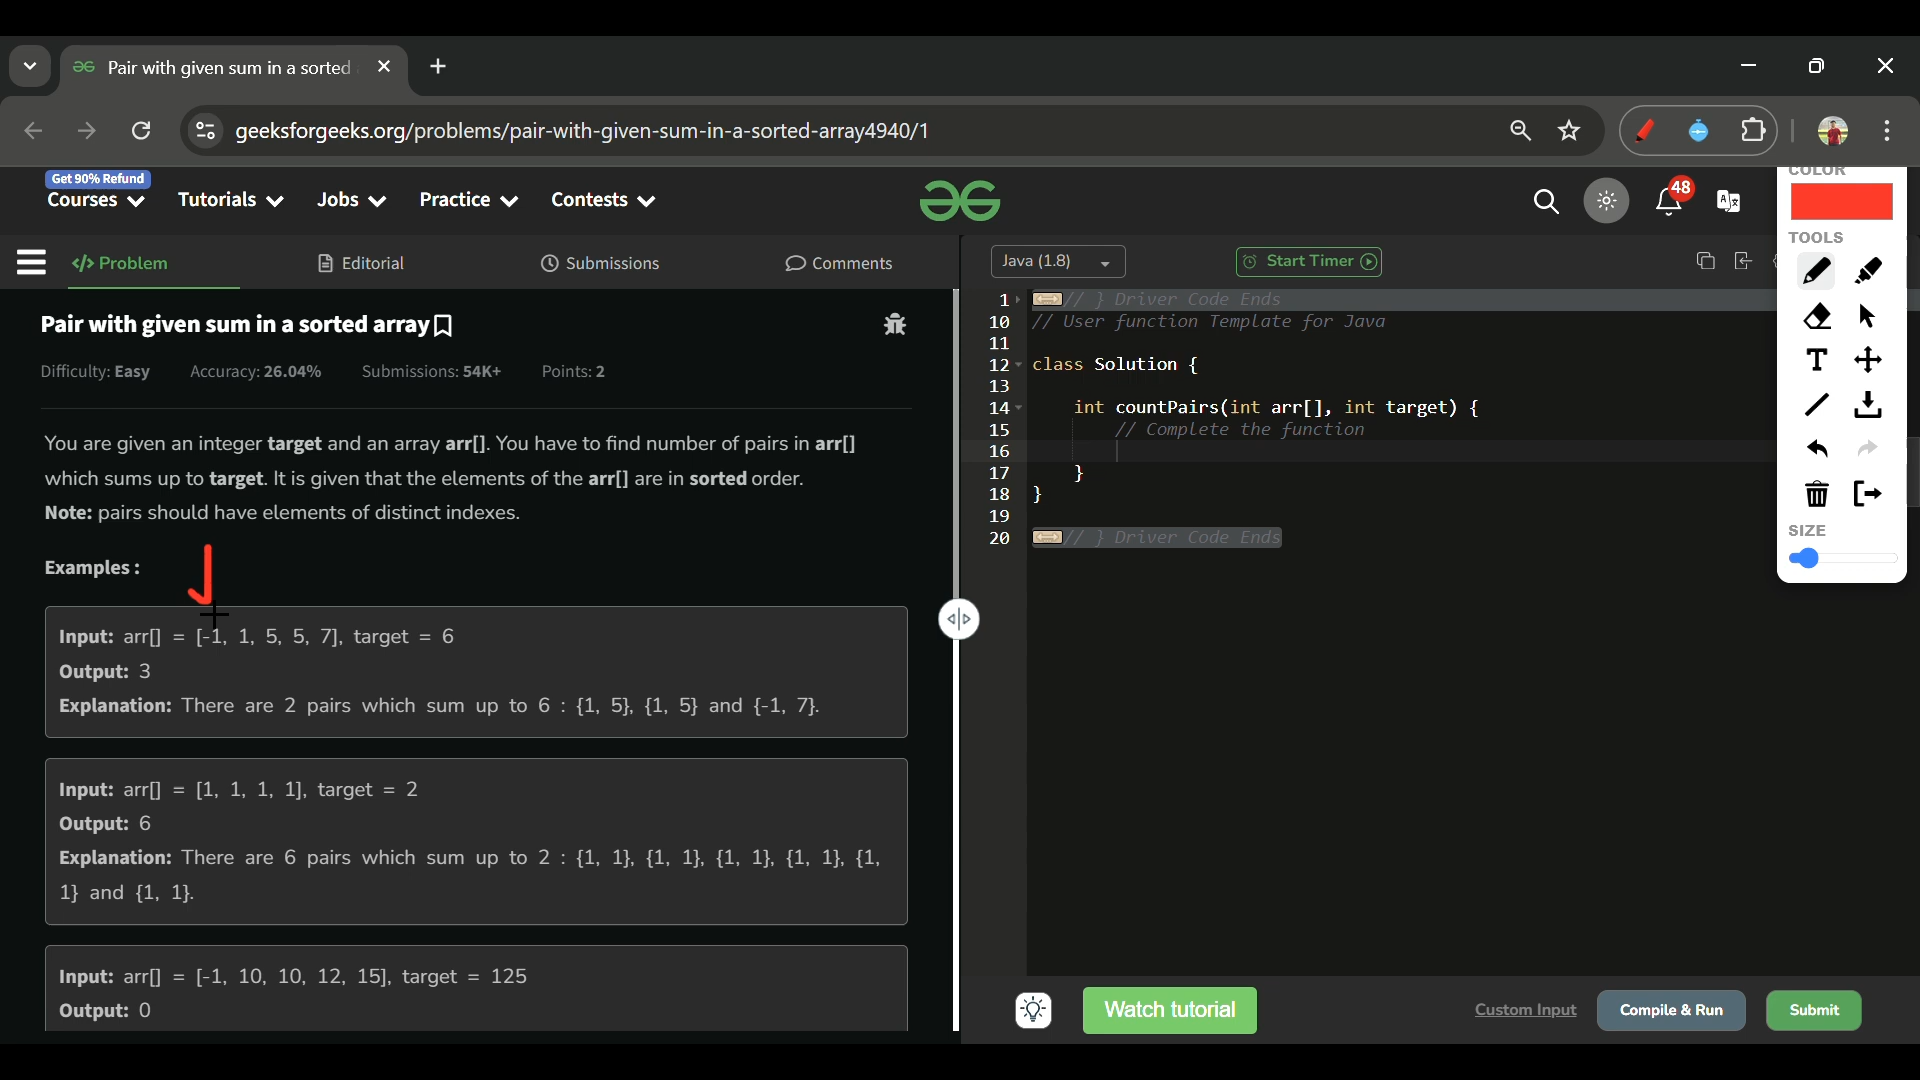 Pair with given sum in a sorted
geeksforgeeks.org/problems/pair-with-given-sum-in-a-sorted-array4940/1
Get 90% Refund
Courses Tutorials Jobs Practice Contests
48
COLOR
TOOLS
SIZE
</> Problem Editorial Submissions Comments
Pair with given sum in a sorted array
Difficulty: Easy Accuracy: 26.04% Submissions: 54K+ Points: 2
You are given an integer target and an array arr[]. You have to find number of pairs in arr[]
which sums up to target. It is given that the elements of the arr[] are in sorted order.
Note: pairs should have elements of distinct indexes.
Examples :
Input: arr[] = [-1, 1, 5, 5, 7], target = 6
Output: 3
Explanation: There are 2 pairs which sum up to 6 : {1, 5}, {1, 5} and {-1, 7}.
Input: arr[] = [1, 1, 1, 1], target = 2
Output: 6
Explanation: There are 6 pairs which sum up to 2 : {1, 1}, {1, 1}, {1, 1}, {1, 1}, {1,
1} and {1, 1}.
Input: arr[] = [-1, 10, 10, 12, 15], target = 125
Output: 0
Java (1.8) Start Timer
1 // } Driver Code Ends
10 // User function Template for Java
11
12 class Solution {
13
14 int countPairs(int arr[], int target) {
15 // Complete the function
16
17 }
18 }
19
20 // } Driver Code Ends
Watch tutorial Custom Input Compile & Run Submit